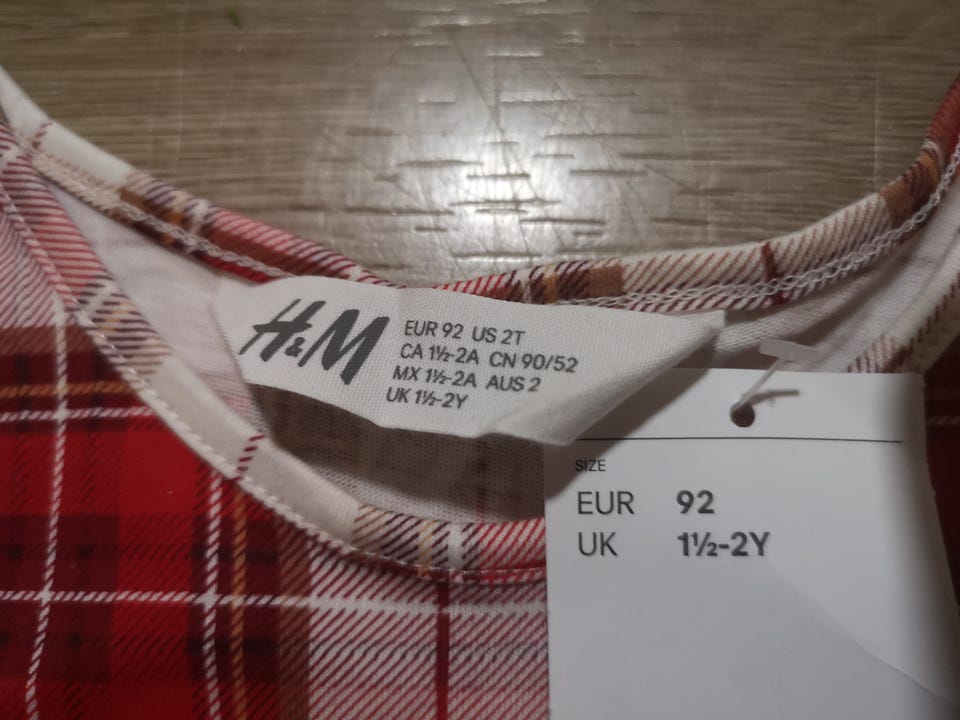 H&M
EUR 92 US 2T
CA 1½-2A CN 90/52
MX 1½-2A AUS 2
UK 1½-2Y
SIZE
EUR 92
UK 1½-2Y